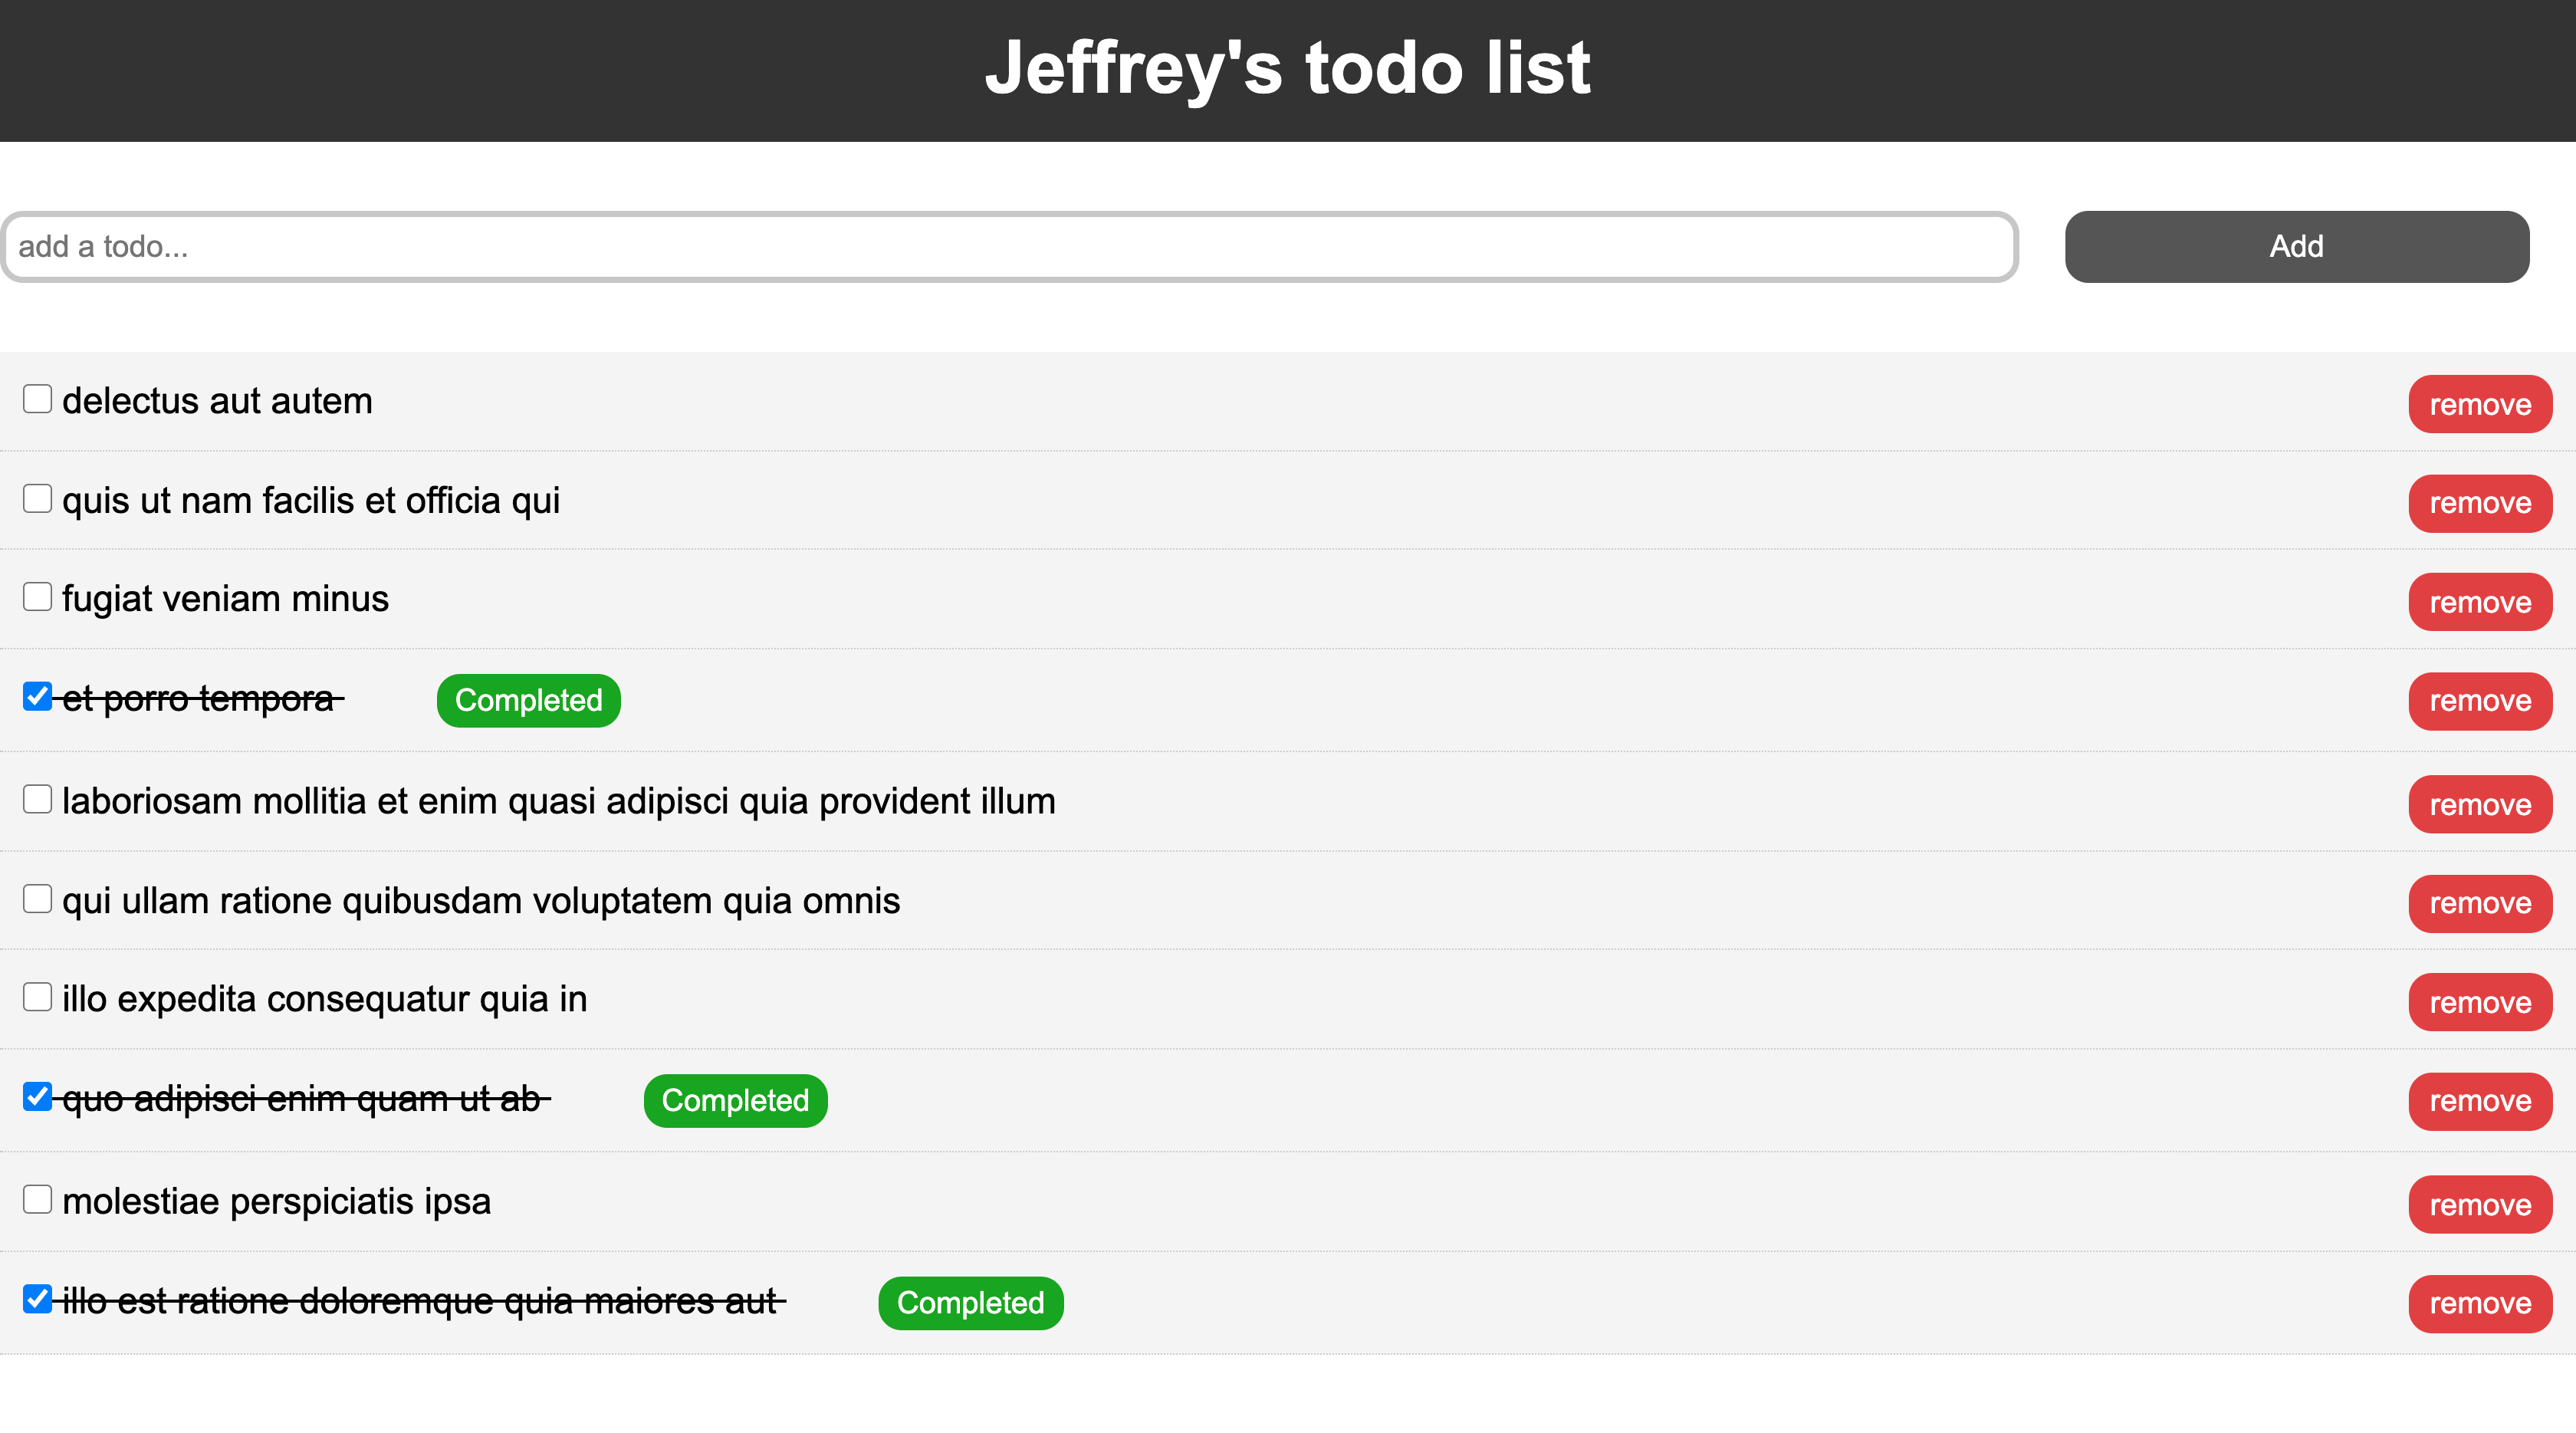 Jeffrey's todo list
add a todo... Add
delectus aut autem remove
quis ut nam facilis et officia qui remove
fugiat veniam minus remove
et porro tempora Completed remove
laboriosam mollitia et enim quasi adipisci quia provident illum remove
qui ullam ratione quibusdam voluptatem quia omnis remove
illo expedita consequatur quia in remove
quo adipisci enim quam ut ab Completed remove
molestiae perspiciatis ipsa remove
illo est ratione doloremque quia maiores aut Completed remove